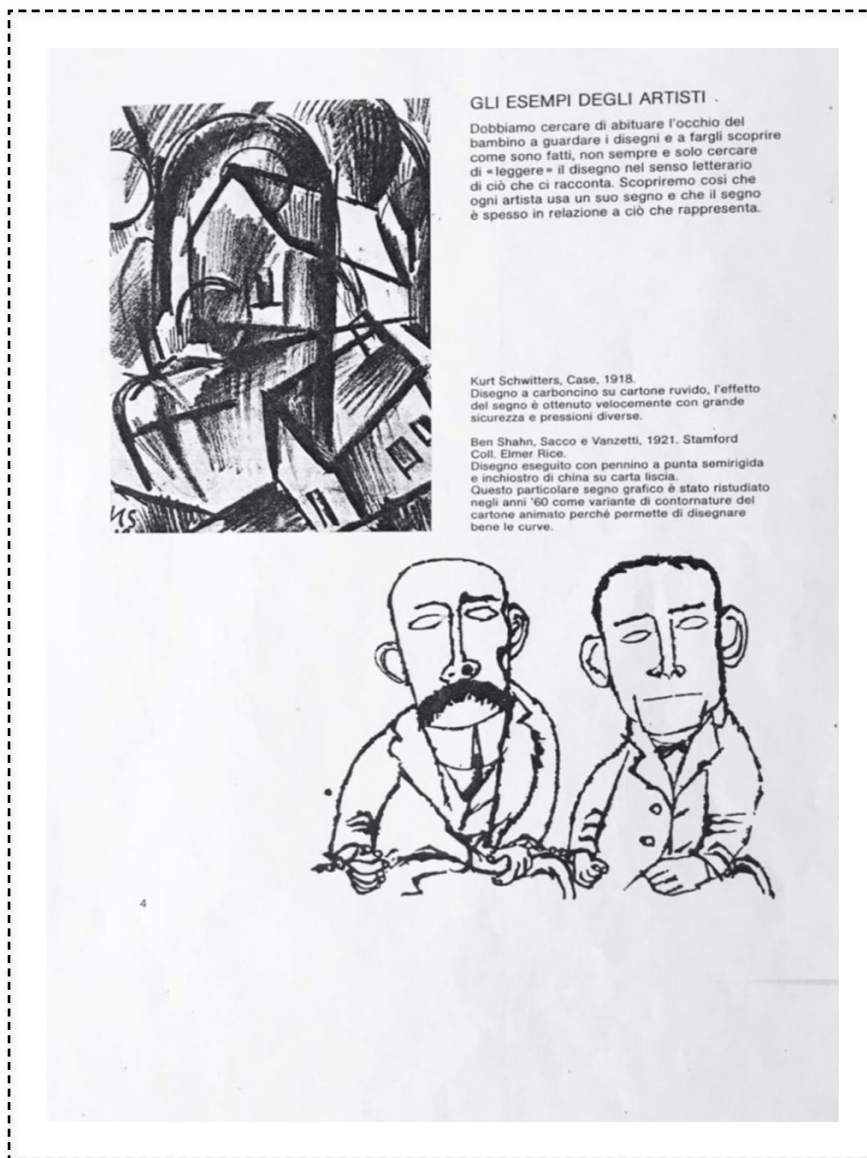 GLI ESEMPI DEGLI ARTISTI
Dobbiamo cercare di abituare l'occhio del
bambino a guardare i disegni e a fargli scoprire
come sono fatti, non sempre e solo cercare
di «leggere» il disegno nel senso letterario
di ciò che ci racconta. Scopriremo così che
ogni artista usa un suo segno e che il segno
è spesso in relazione a ciò che rappresenta.
Kurt Schwitters, Case, 1918.
Disegno a carboncino su cartone ruvido, l'effetto
del segno è ottenuto velocemente con grande
sicurezza e pressioni diverse.
Ben Shahn, Sacco e Vanzetti, 1921. Stamford
Coll. Elmer Rice.
Disegno eseguito con pennino a punta semirigida
e inchiostro di china su carta liscia.
Questo particolare segno grafico è stato ristudiato
negli anni '60 come variante di contornature del
cartone animato perché permette di disegnare
bene le curve.
KS
4